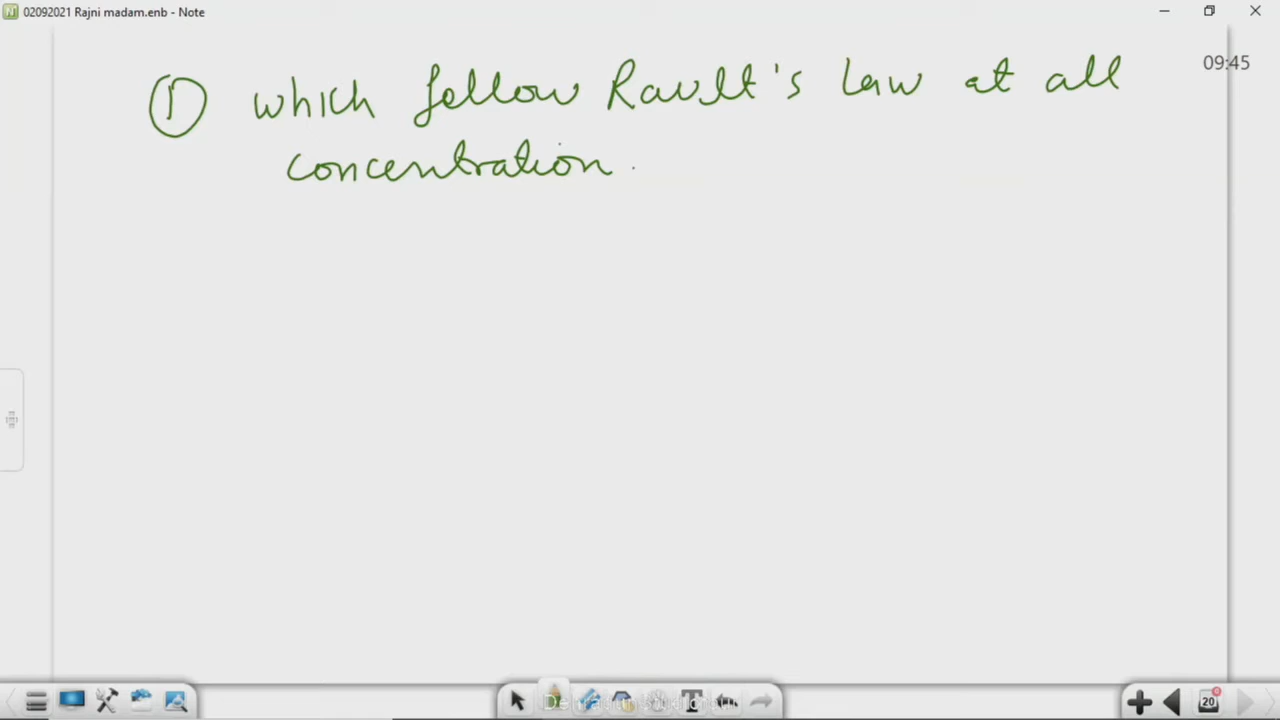 02092021 Rajni madam.enb - Note
09:45
① which follow Rault's law at all
concentration.
20